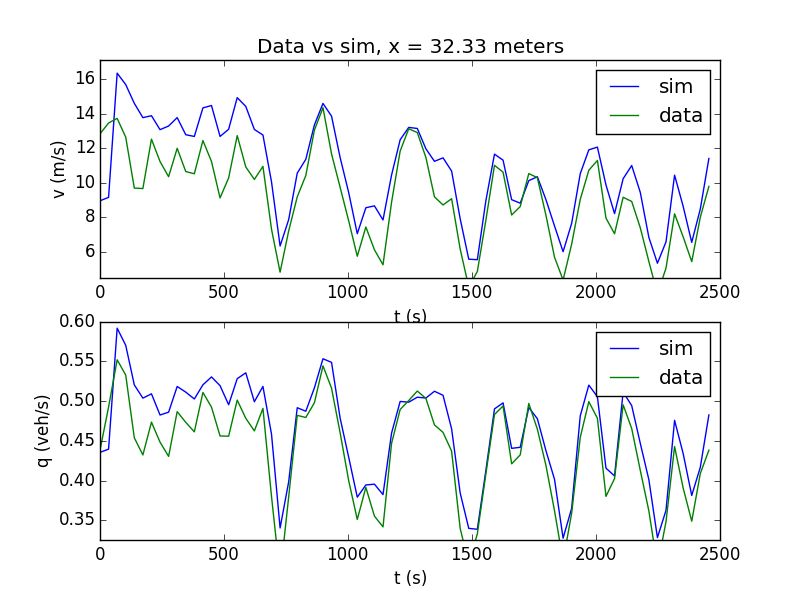 Data vs sim, x = 32.33 meters
16
14
12
10
8
6
v (m/s)
sim
data
0 500 1000 1500 2000 2500
t (s)
0.60
0.55
0.50
0.45
0.40
0.35
q (veh/s)
sim
data
0 500 1000 1500 2000 2500
t (s)